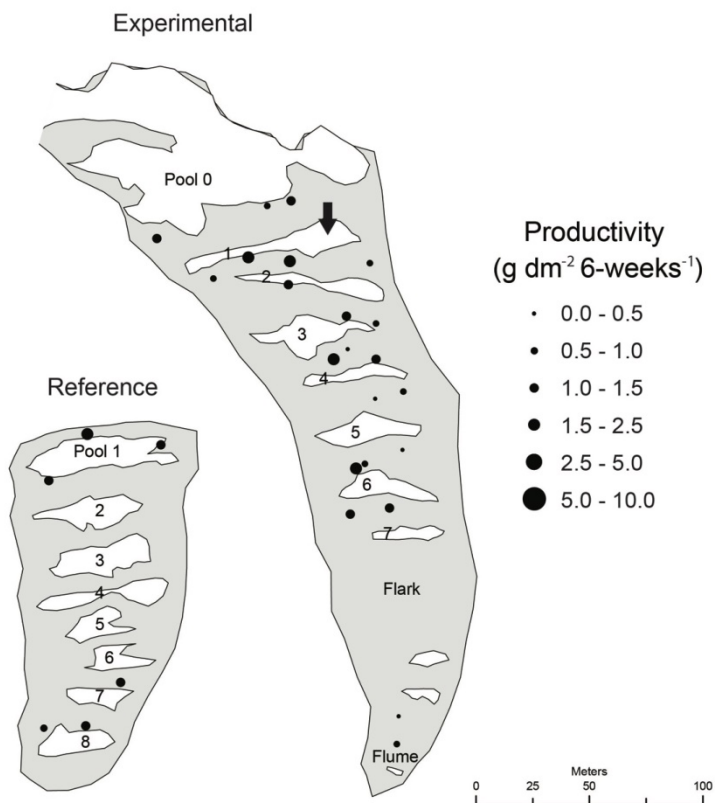 Experimental
Pool 0
1
2
3
4
5
6
7
Flark
Flume
Reference
Pool 1
2
3
4
5
6
7
8
Productivity
(g dm⁻² 6-weeks⁻¹)
0.0 - 0.5
0.5 - 1.0
1.0 - 1.5
1.5 - 2.5
2.5 - 5.0
5.0 - 10.0
Meters
0 25 50 100